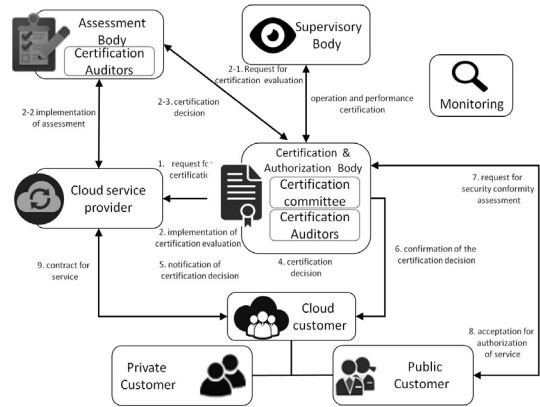 Assessment
Body
Certification
Auditors
Supervisory
Body
2-1. Request for
certification evaluation
Monitoring
2-3. certification
decision
operation and performance
certification
2-2 implementation
of assessment
1. request for
certificatio
Certification &
Authorization Body
Certification
committee
Certification
Auditors
Cloud service
provider
7. request for
security conformity
assessment
2. implementation of
certification evaluation
5. notification of
certification decision
4. certification
decision
6. confirmation of the
certification decision
9. contract for
service
Cloud
customer
8. acceptation for
authorization
of service
Private
Customer
Public
Customer